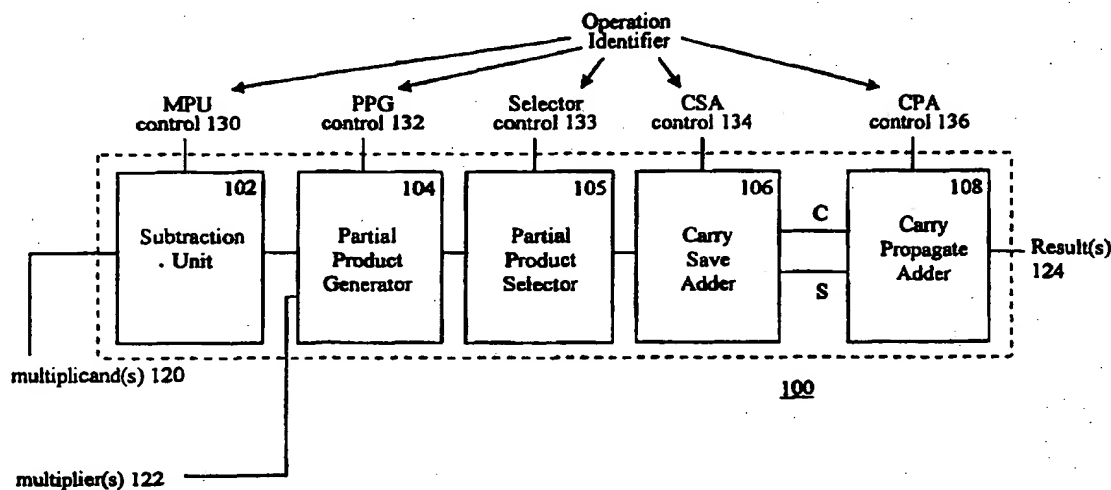 Operation
Identifier
MPU
control 130
PPG
control 132
Selector
control 133
CSA
control 134
CPA
control 136
102
Subtraction
Unit
104
Partial
Product
Generator
105
Partial
Product
Selector
106
Carry
Save
Adder
C
S
108
Carry
Propagate
Adder
Result(s)
124
multiplicand(s) 120
100
multiplier(s) 122